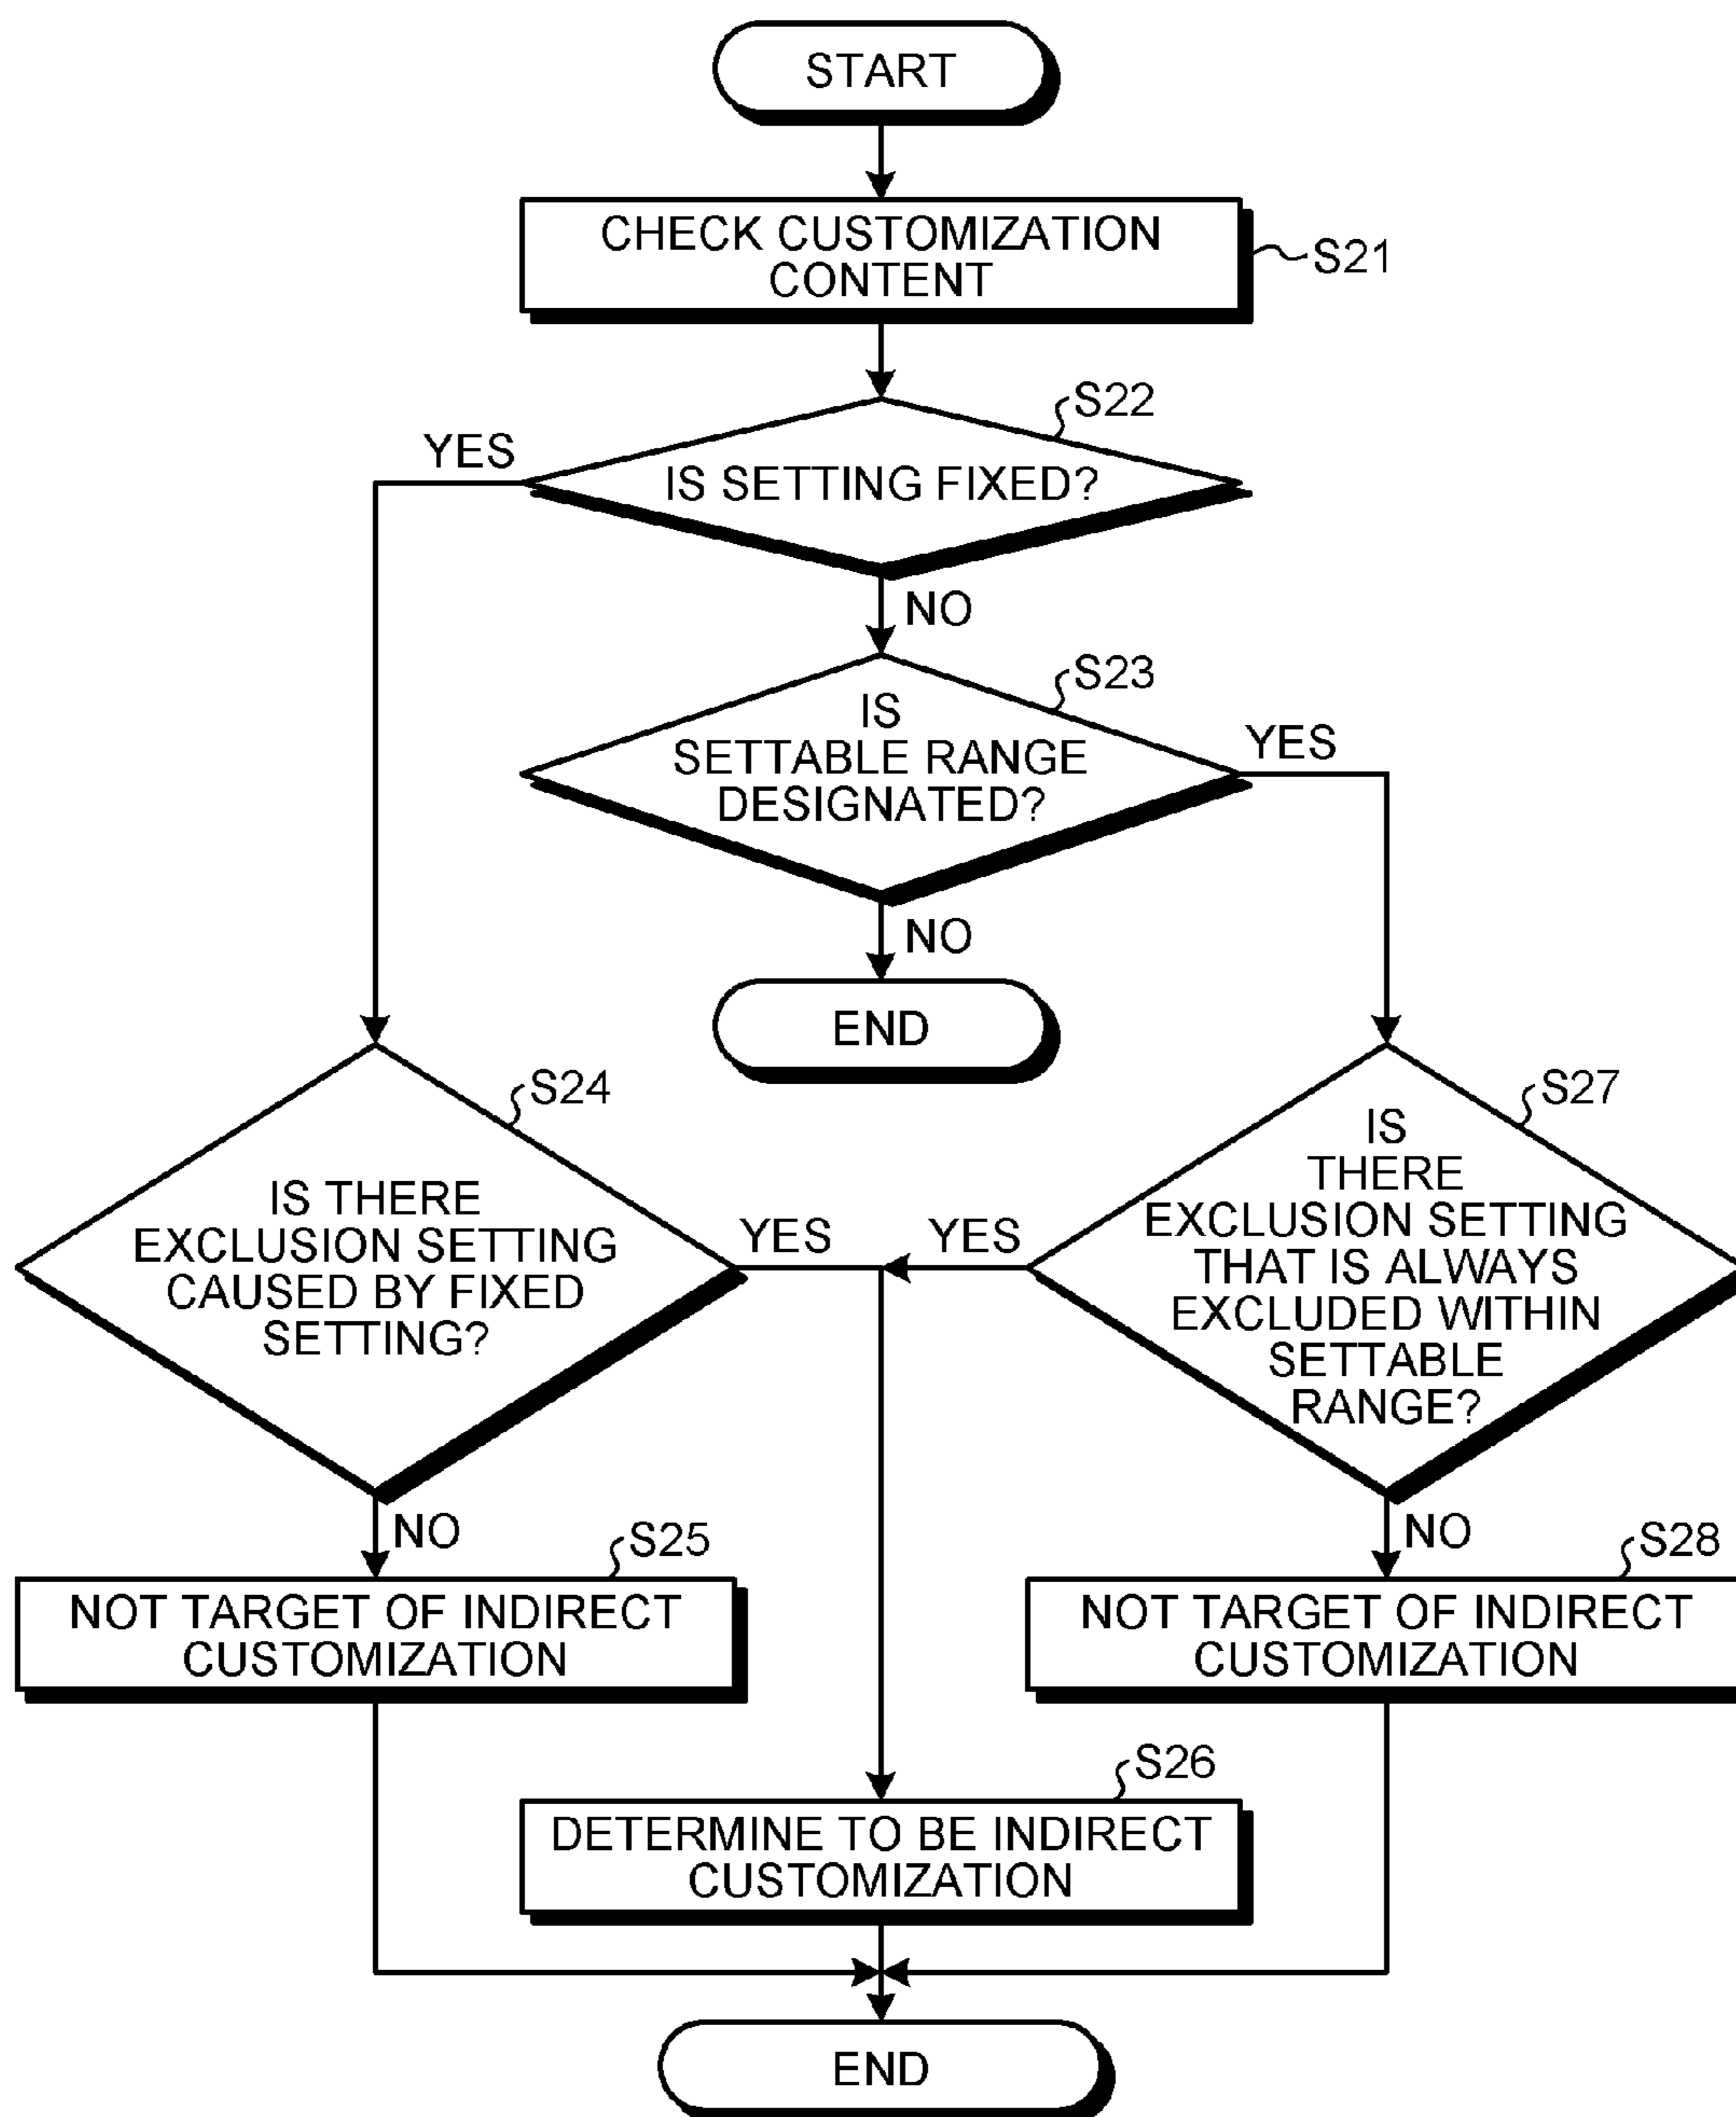 START
CHECK CUSTOMIZATION
CONTENT
S21
S22
YES
IS SETTING FIXED?
NO
S23
IS
SETTABLE RANGE
DESIGNATED?
YES
NO
END
S24
IS THERE
EXCLUSION SETTING
CAUSED BY FIXED
SETTING?
YES
NO
S27
IS
THERE
EXCLUSION SETTING
THAT IS ALWAYS
EXCLUDED WITHIN
SETTABLE
RANGE?
YES
NO
S25
NOT TARGET OF INDIRECT
CUSTOMIZATION
S28
NOT TARGET OF INDIRECT
CUSTOMIZATION
S26
DETERMINE TO BE INDIRECT
CUSTOMIZATION
END